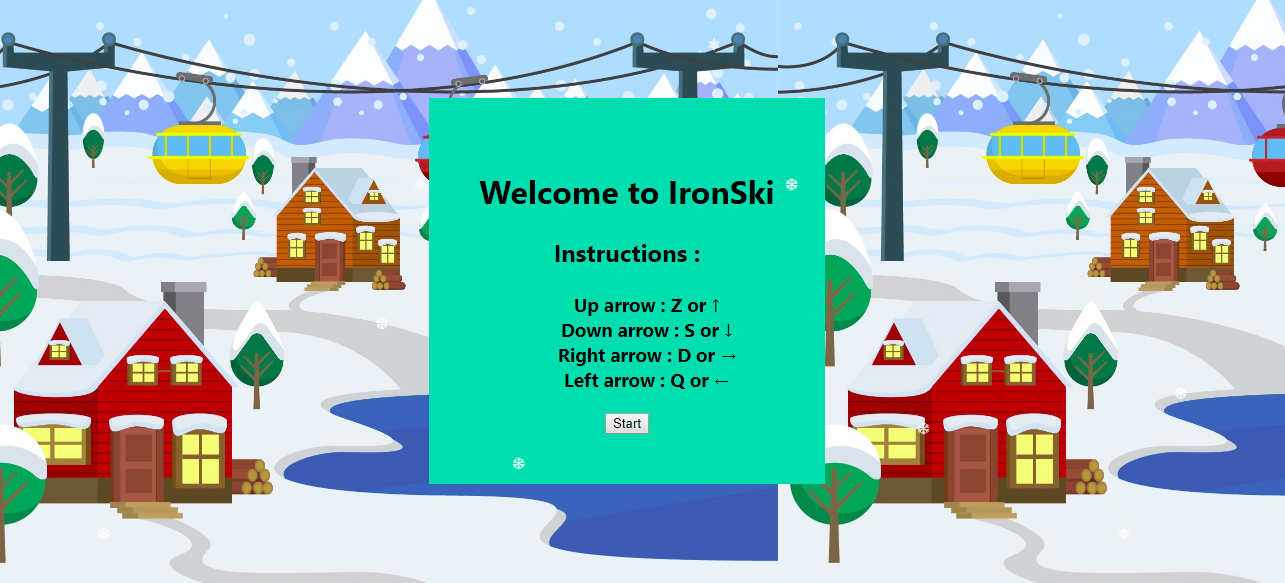 Welcome to IronSki
Instructions :
Up arrow : Z or ↑
Down arrow : S or ↓
Right arrow : D or →
Left arrow : Q or ←
Start